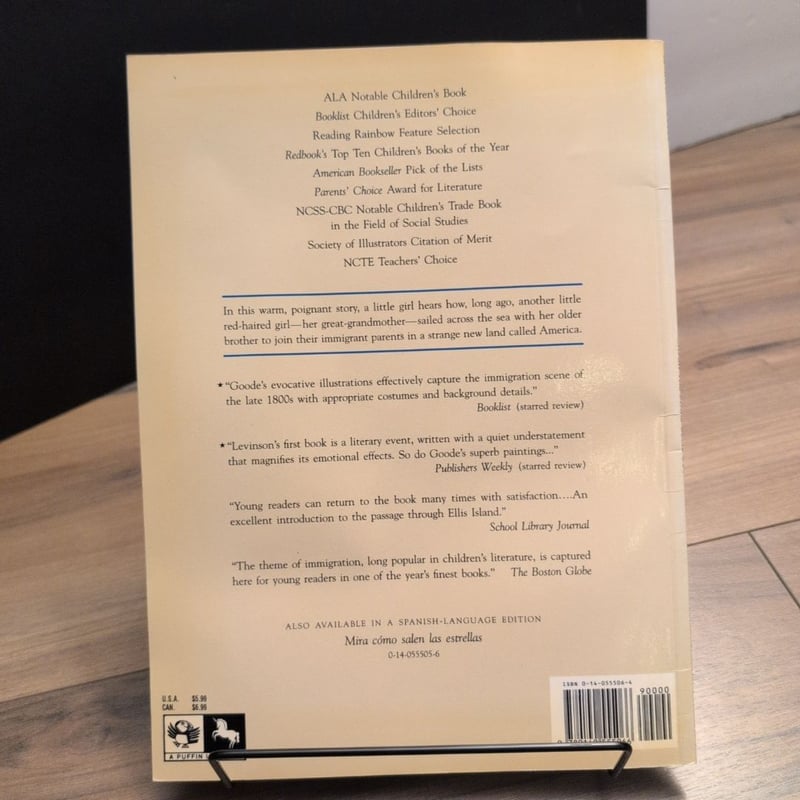 ALA Notable Children's Book
Booklist Children's Editors' Choice
Reading Rainbow Feature Selection
Redbook's Top Ten Children's Books of the Year
American Bookseller Pick of the Lists
Parents' Choice Award for Literature
NCSS-CBC Notable Children's Trade Book
in the Field of Social Studies
Society of Illustrators Citation of Merit
NCTE Teachers' Choice
In this warm, poignant story, a little girl hears how, long ago, another little
red-haired girl—her great-grandmother—sailed across the sea with her older
brother to join their immigrant parents in a strange new land called America.
★“Goode's evocative illustrations effectively capture the immigration scene of
the late 1800s with appropriate costumes and background details.”
Booklist (starred review)
★“Levinson's first book is a literary event, written with a quiet understatement
that magnifies its emotional effects. So do Goode's superb paintings...”
Publishers Weekly (starred review)
“Young readers can return to the book many times with satisfaction....An
excellent introduction to the passage through Ellis Island.”
School Library Journal
“The theme of immigration, long popular in children's literature, is captured
here for young readers in one of the year's finest books.” The Boston Globe
ALSO AVAILABLE IN A SPANISH-LANGUAGE EDITION
Mira cómo salen las estrellas
0-14-055505-6
U.S.A. $5.99
CAN. $6.99
A PUFFIN
ISBN 0-14-055506-4
90000